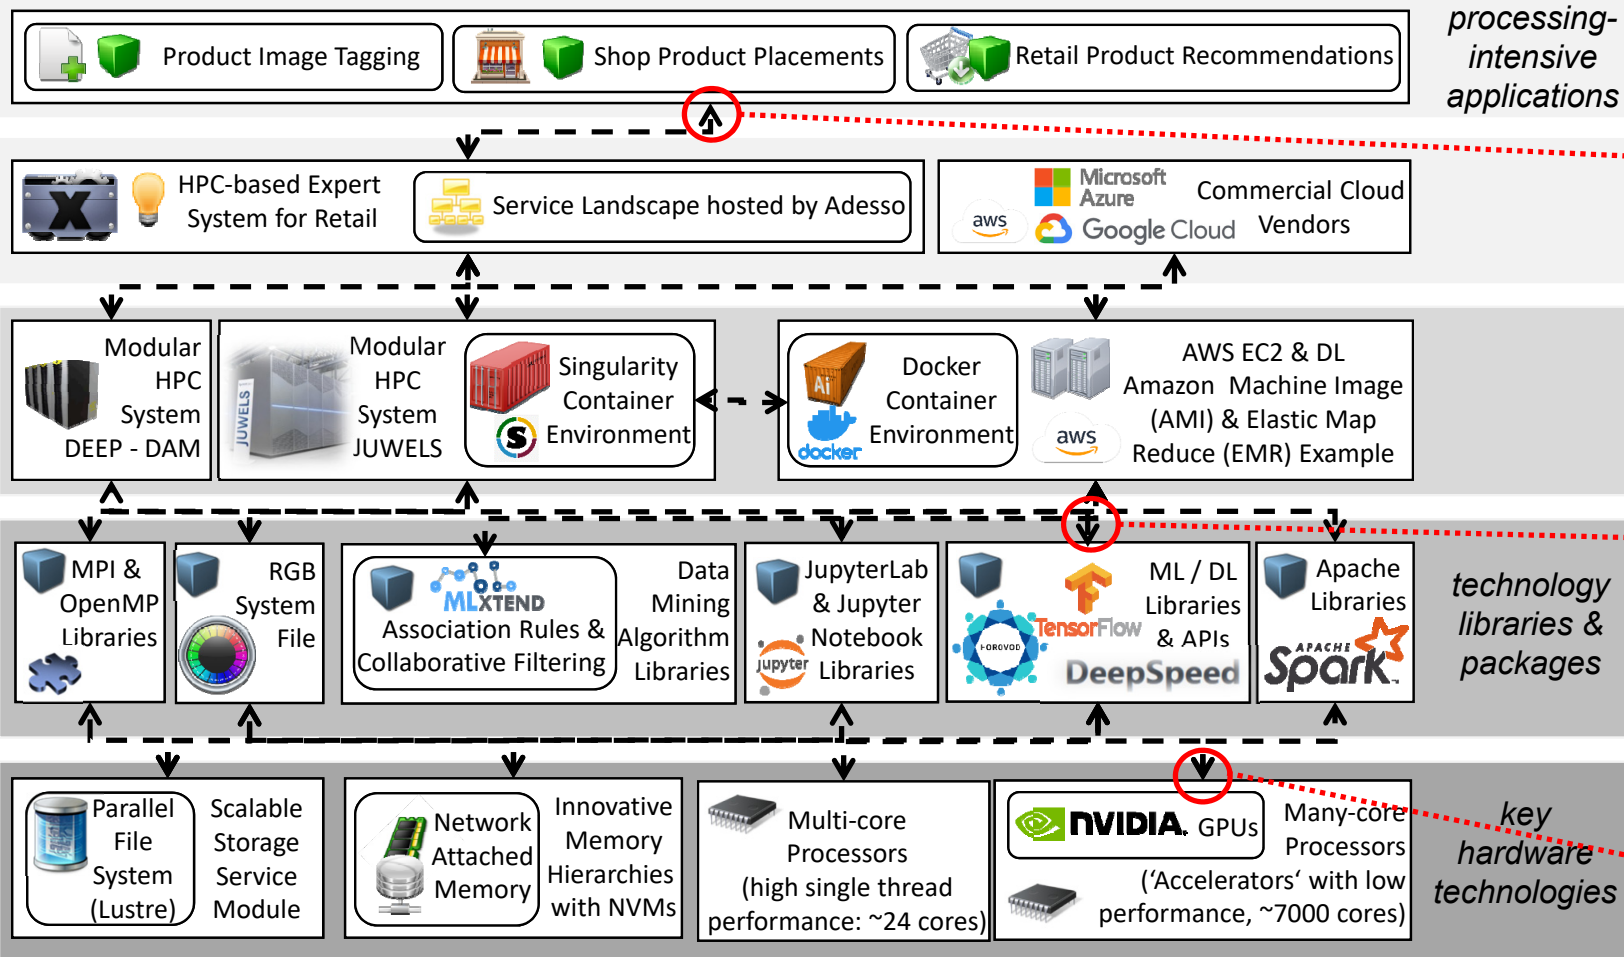 Product Image Tagging
Shop Product Placements
Retail Product Recommendations
processing-
intensive
applications
X
HPC-based Expert
System for Retail
Service Landscape hosted by Adesso
Microsoft
Azure
aws
Google Cloud
Commercial Cloud
Vendors
Modular
HPC
System
DEEP - DAM
JUWELS
Modular
HPC
System
JUWELS
Singularity
Container
Environment
S
Ai
docker
Docker
Container
Environment
aws
AWS EC2 & DL
Amazon Machine Image
(AMI) & Elastic Map
Reduce (EMR) Example
MPI &
OpenMP
Libraries
RGB
System
File
MLXTEND
Association Rules &
Collaborative Filtering
Data
Mining
Algorithm
Libraries
jupyter
JupyterLab
& Jupyter
Notebook
Libraries
HOROVOD
TensorFlow
DeepSpeed
ML / DL
Libraries
& APIs
Apache
Libraries
APACHE
Spark
technology
libraries &
packages
Parallel
File
System
(Lustre)
Scalable
Storage
Service
Module
Network
Attached
Memory
Innovative
Memory
Hierarchies
with NVMs
Multi-core
Processors
(high single thread
performance: ~24 cores)
NVIDIA. GPUs
Many-core
Processors
(‘Accelerators‘ with low
performance, ~7000 cores)
key
hardware
technologies